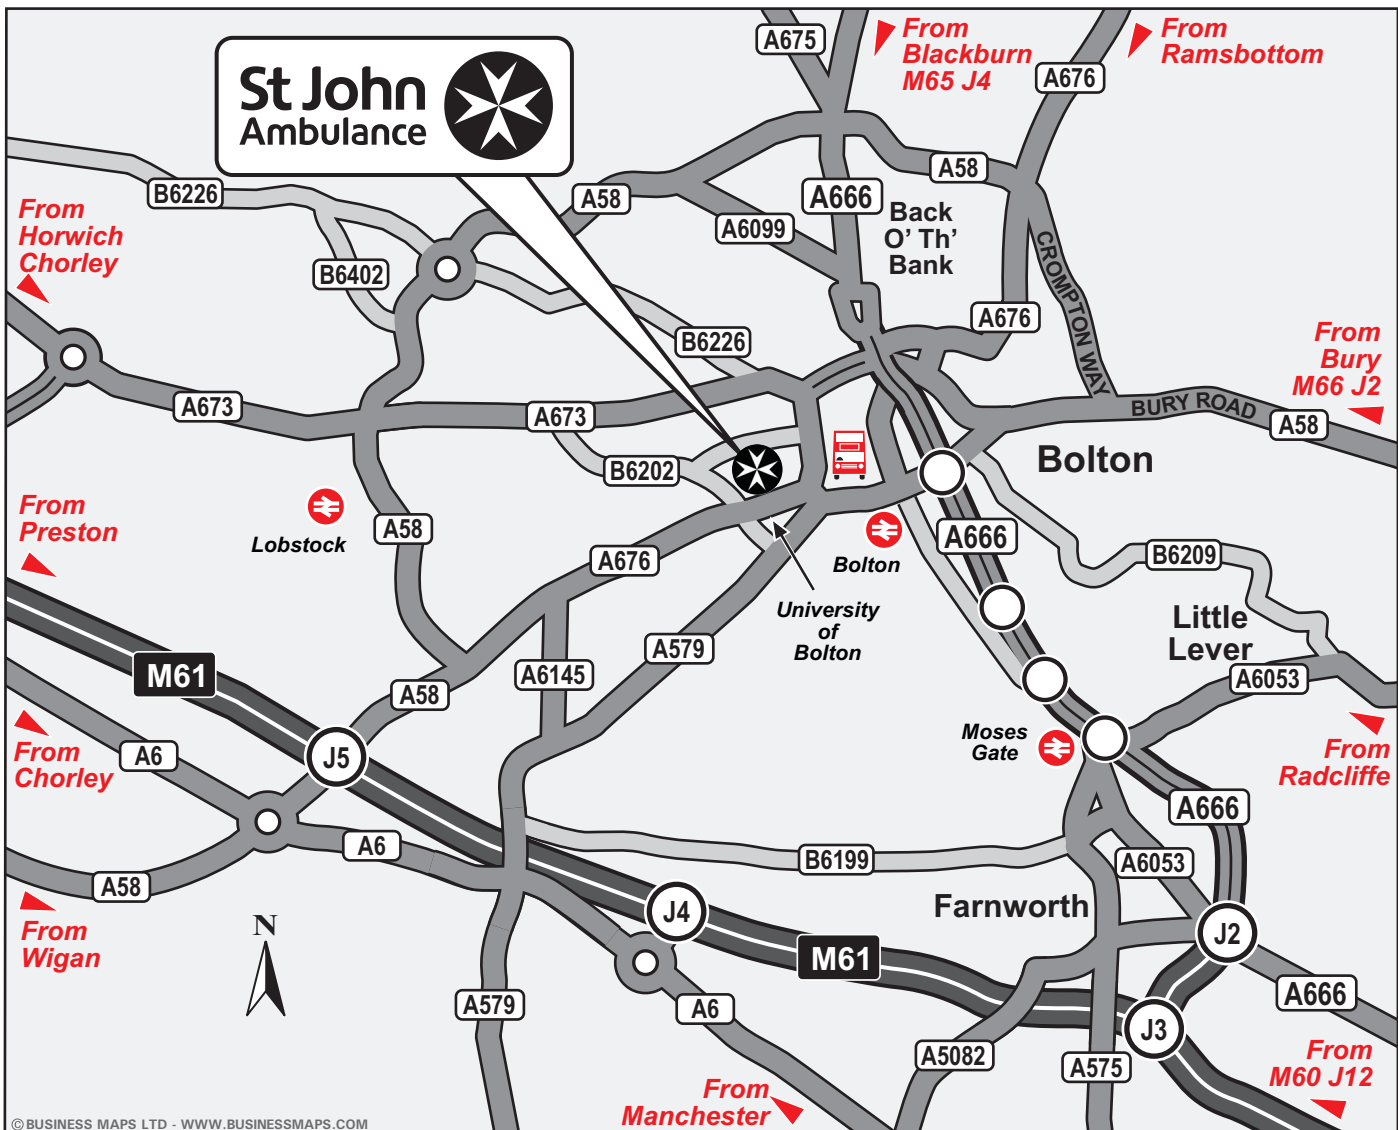 St John
Ambulance
A675
From
Blackburn
M65 J4
From
Ramsbottom
A676
B6226
A58
A666
A58
From
Horwich
Chorley
A6099
Back
O' Th'
Bank
CROMPTON WAY
B6402
A676
B6226
From
Bury
M66 J2
A673
A673
BURY ROAD
A58
Bolton
B6202
From
Preston
Lobstock
A58
A676
Bolton
A666
B6209
University
of
Bolton
Little
Lever
A579
M61
A6145
A58
A6053
Moses
Gate
From
Chorley
A6
J5
From
Radcliffe
A666
A6
B6199
A6053
A58
Farnworth
J4
From
Wigan
N
M61
J2
A579
A6
A666
J3
A5082
A575
From
M60 J12
From
Manchester
© BUSINESS MAPS LTD - WWW.BUSINESSMAPS.COM